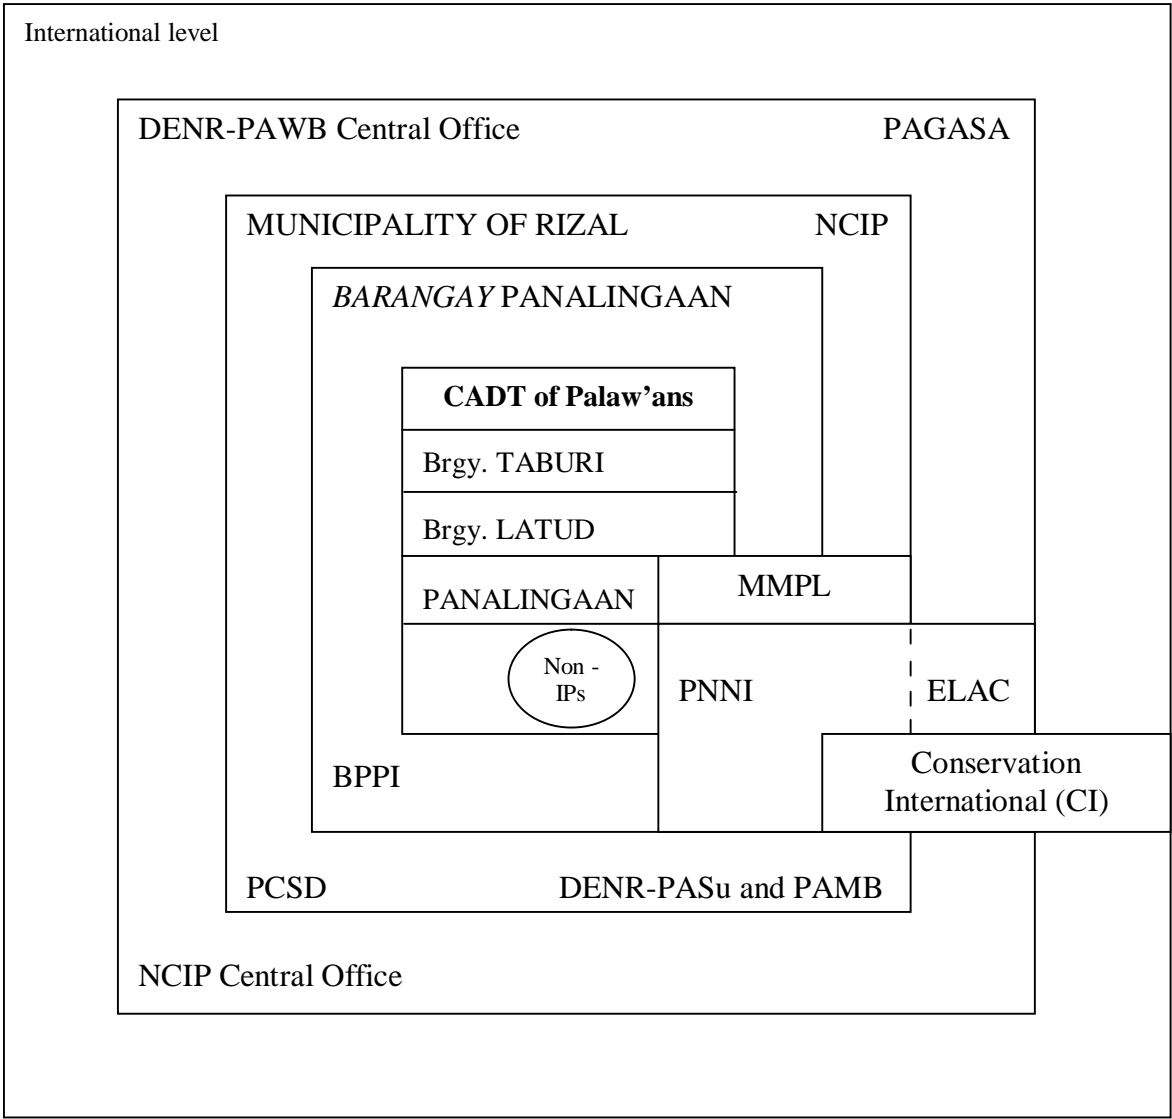 International level
DENR-PAWB Central Office PAGASA
MUNICIPALITY OF RIZAL NCIP
BARANGAY PANALINGAAN
CADT of Palaw’ans
Brgy. TABURI
Brgy. LATUD
PANALINGAAN
MMPL
Non -
IPs
PNNI
ELAC
BPPI
Conservation
International (CI)
PCSD DENR-PASu and PAMB
NCIP Central Office